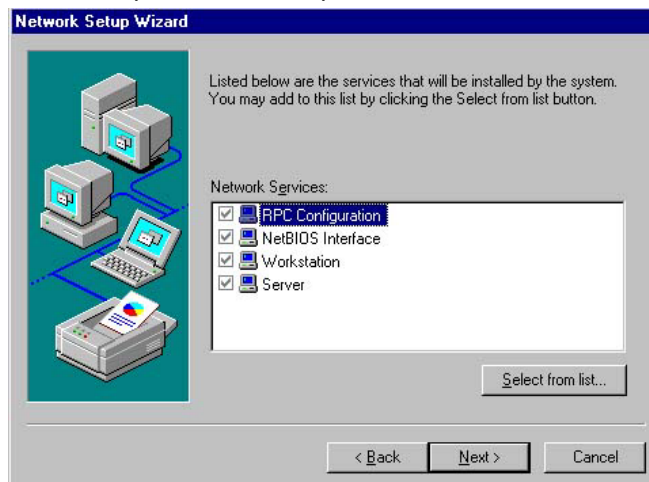 Network Setup Wizard
Listed below are the services that will be installed by the system.
You may add to this list by clicking the Select from list button.
Network Services:
RPC Configuration
NetBIOS Interface
Workstation
Server
Select from list...
< Back
Next >
Cancel